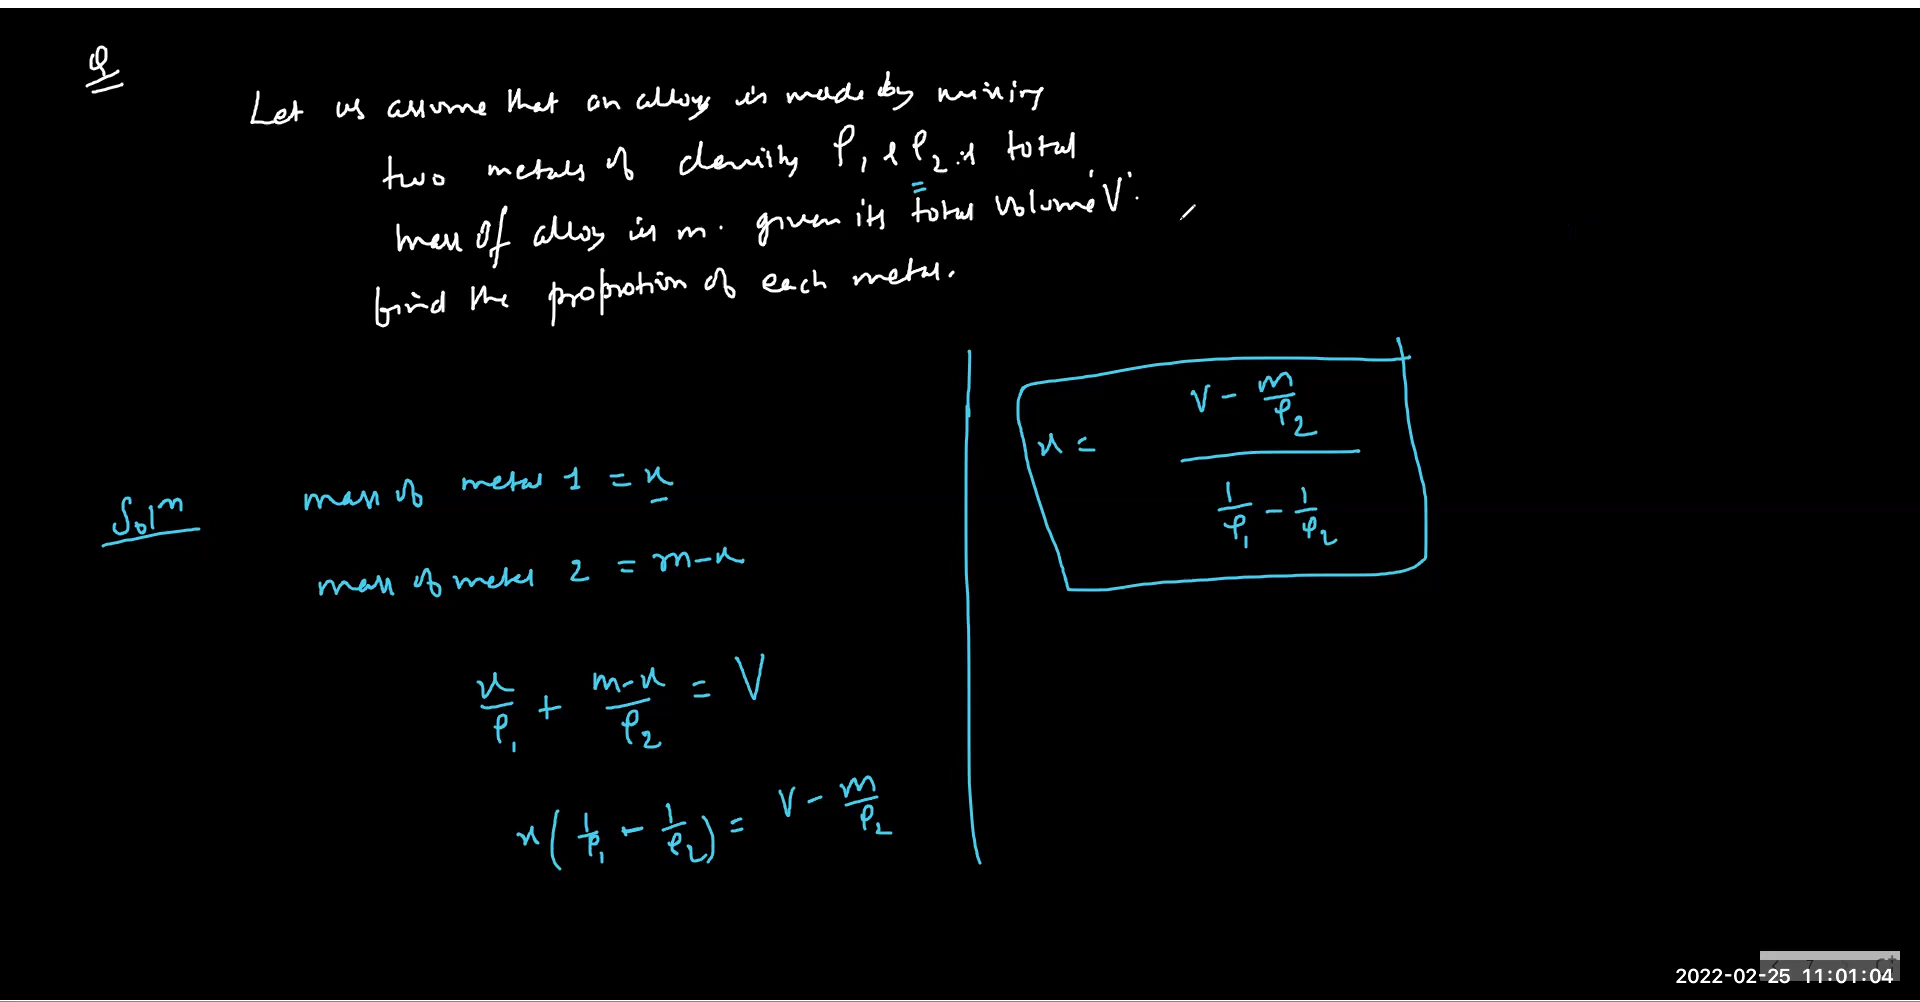 Q
Let us assume that an alloy is made by mixing
two metals of density ρ₁ & ρ₂ . total
mass of alloy is m. given its total volume 'V'.
find the proprotion of each metal.
Solⁿ
mass of metal 1 = x
mass of metal 2 = m-x
x/ρ₁ + (m-x)/ρ₂ = V
x(1/ρ₁ - 1/ρ₂) = V - m/ρ₂
x = (V - m/ρ₂)/(1/ρ₁ - 1/ρ₂)
2022-02-25 11:01:04